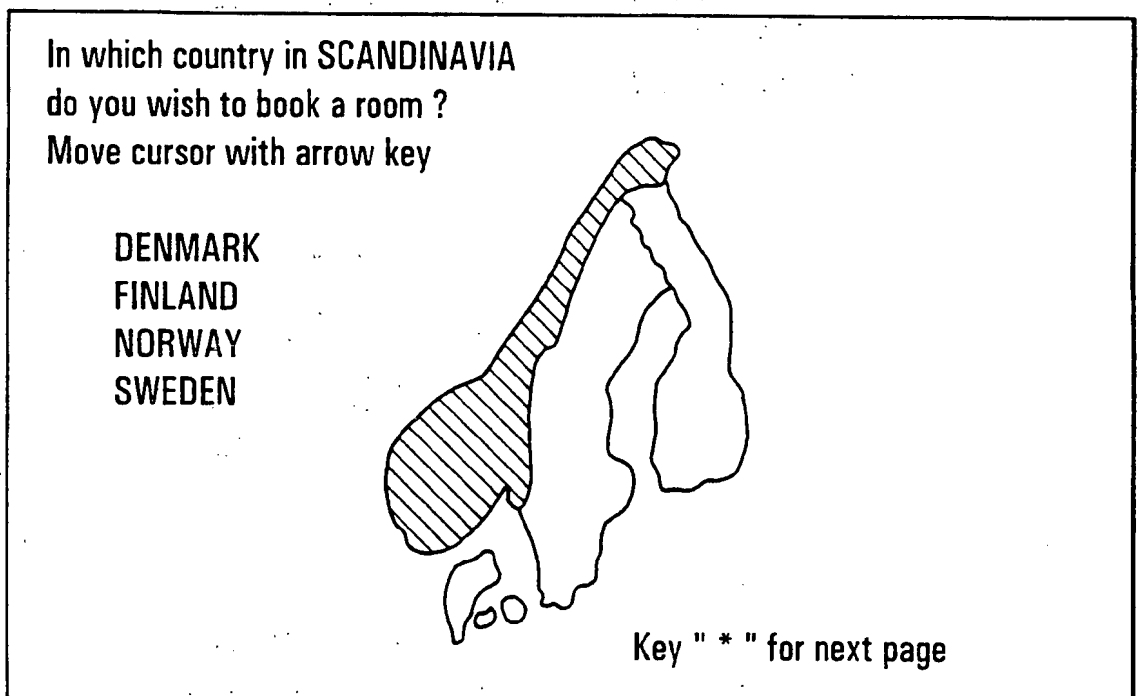 In which country in SCANDINAVIA
do you wish to book a room ?
Move cursor with arrow key
DENMARK
FINLAND
NORWAY
SWEDEN
Key " * " for next page